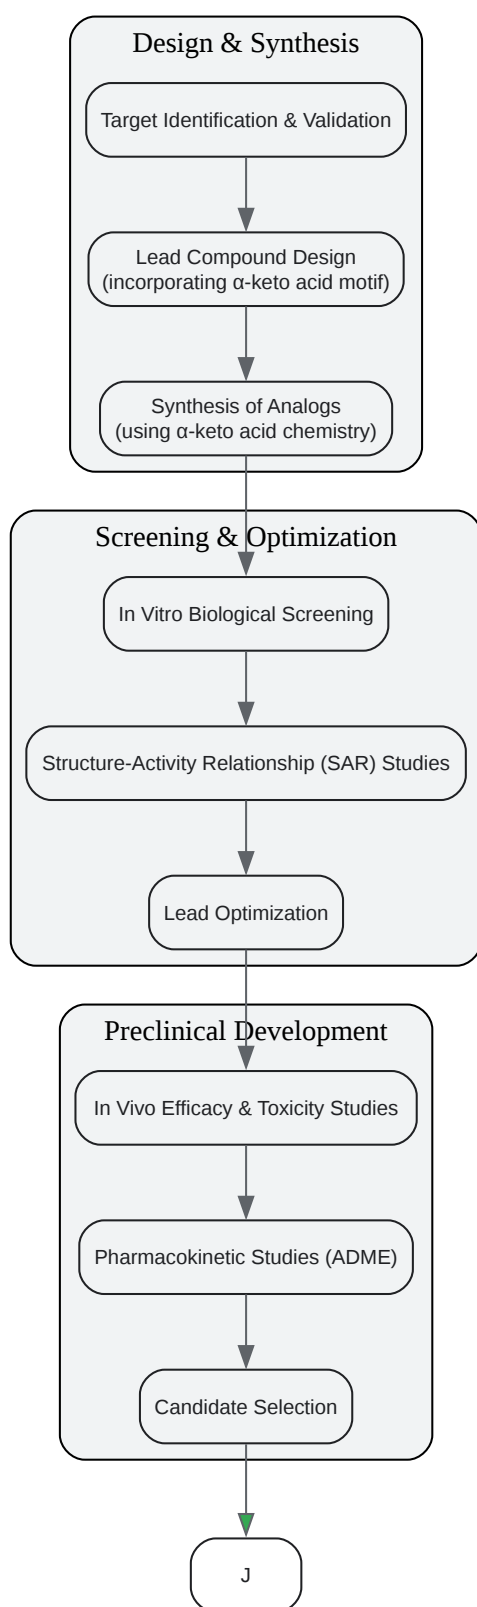 Design & Synthesis
Target Identification & Validation
Lead Compound Design
(incorporating α-keto acid motif)
Synthesis of Analogs
(using α-keto acid chemistry)
Screening & Optimization
In Vitro Biological Screening
Structure-Activity Relationship (SAR) Studies
Lead Optimization
Preclinical Development
In Vivo Efficacy & Toxicity Studies
Pharmacokinetic Studies (ADME)
Candidate Selection
J